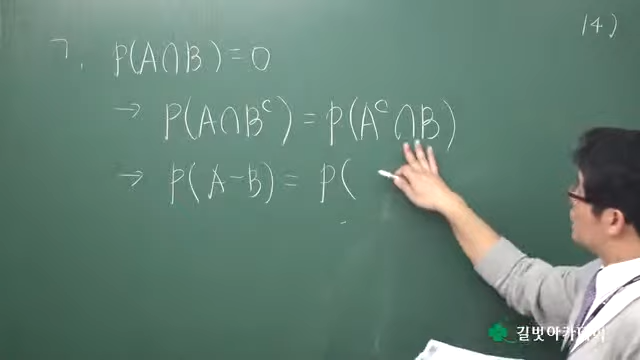 14)
ㄱ. P(A∩B)=0
→ P(A∩B^c)=P(A^c∩B)
→ P(A-B)=P(
길벗아카데미